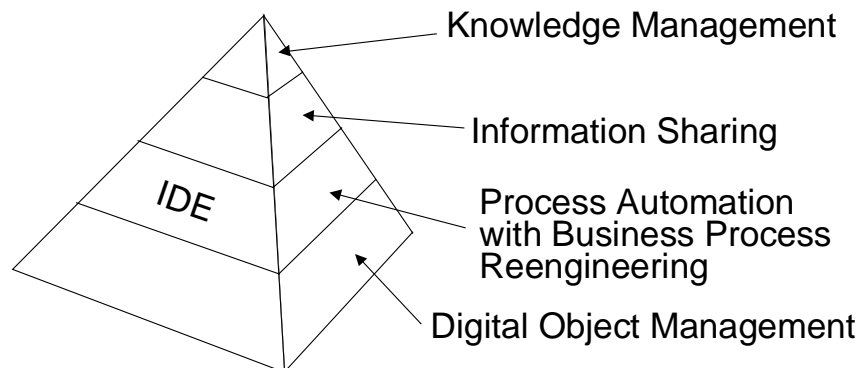 Knowledge Management
Information Sharing
IDE
Process Automation
with Business Process
Reengineering
Digital Object Management